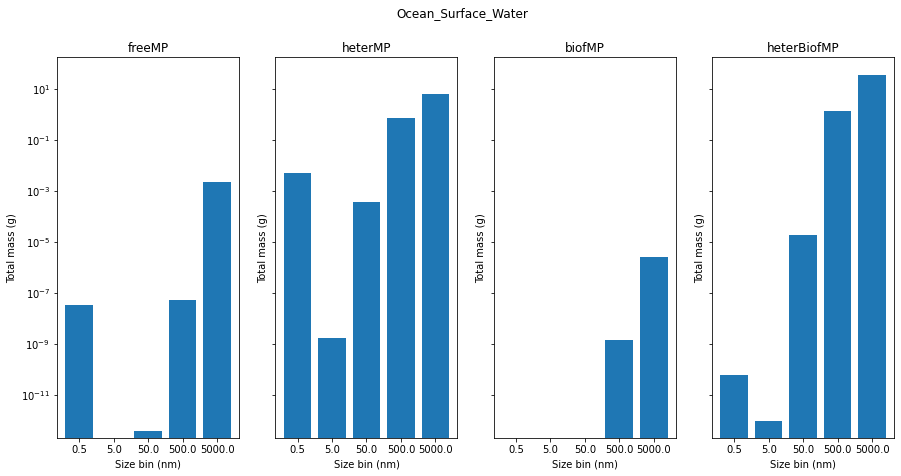 Ocean_Surface_Water
freeMP
heterMP
biofMP
heterBiofMP
Total mass (g)
10¹
10⁻¹
10⁻³
10⁻⁵
10⁻⁷
10⁻⁹
10⁻¹¹
0.5 5.0 50.0 500.0 5000.0
Size bin (nm)
Total mass (g)
0.5 5.0 50.0 500.0 5000.0
Size bin (nm)
Total mass (g)
0.5 5.0 50.0 500.0 5000.0
Size bin (nm)
Total mass (g)
0.5 5.0 50.0 500.0 5000.0
Size bin (nm)